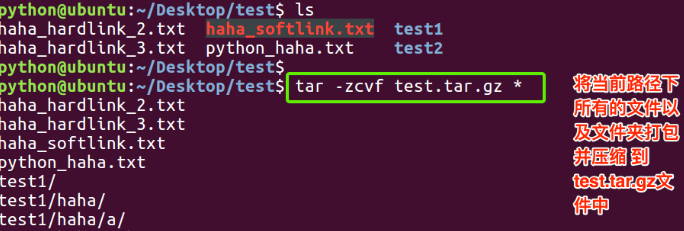 python@ubuntu:~/Desktop/test$ ls
haha_hardlink_2.txt haha_softlink.txt test1
haha_hardlink_3.txt python_haha.txt test2
python@ubuntu:~/Desktop/test$
python@ubuntu:~/Desktop/test$ tar -zcvf test.tar.gz *
haha_hardlink_2.txt
haha_hardlink_3.txt
haha_softlink.txt
python_haha.txt
test1/
test1/haha/
test1/haha/a/
将当前路径下
所有的文件以
及文件夹打包
并压缩 到
test.tar.gz文
件中